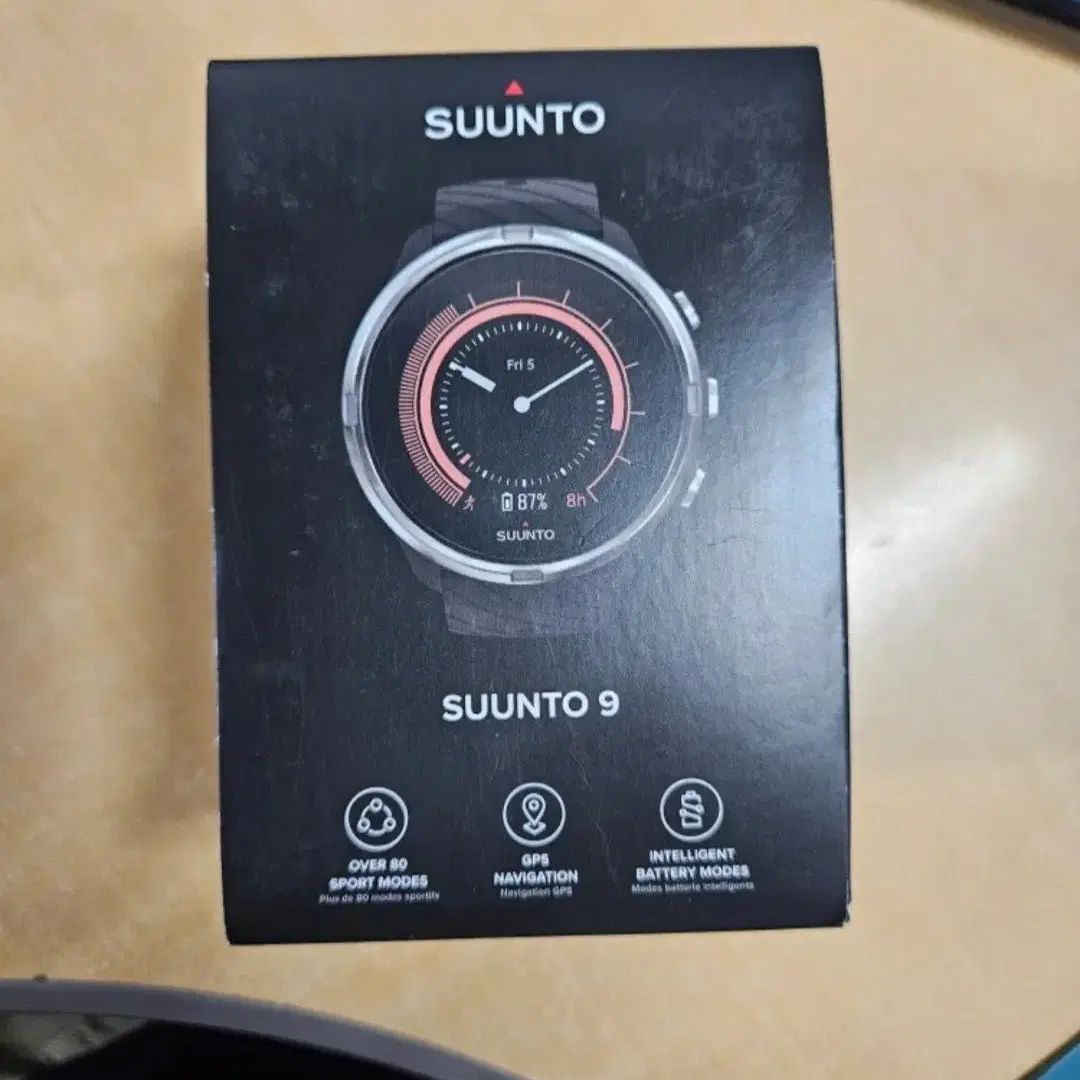 SUUNTO
Fri 5
87% 8h
SUUNTO
SUUNTO 9
OVER 80
SPORT MODES
Plus de 80 modes sportifs
GPS
NAVIGATION
Navigation GPS
INTELLIGENT
BATTERY MODES
Modes batterie intelligents